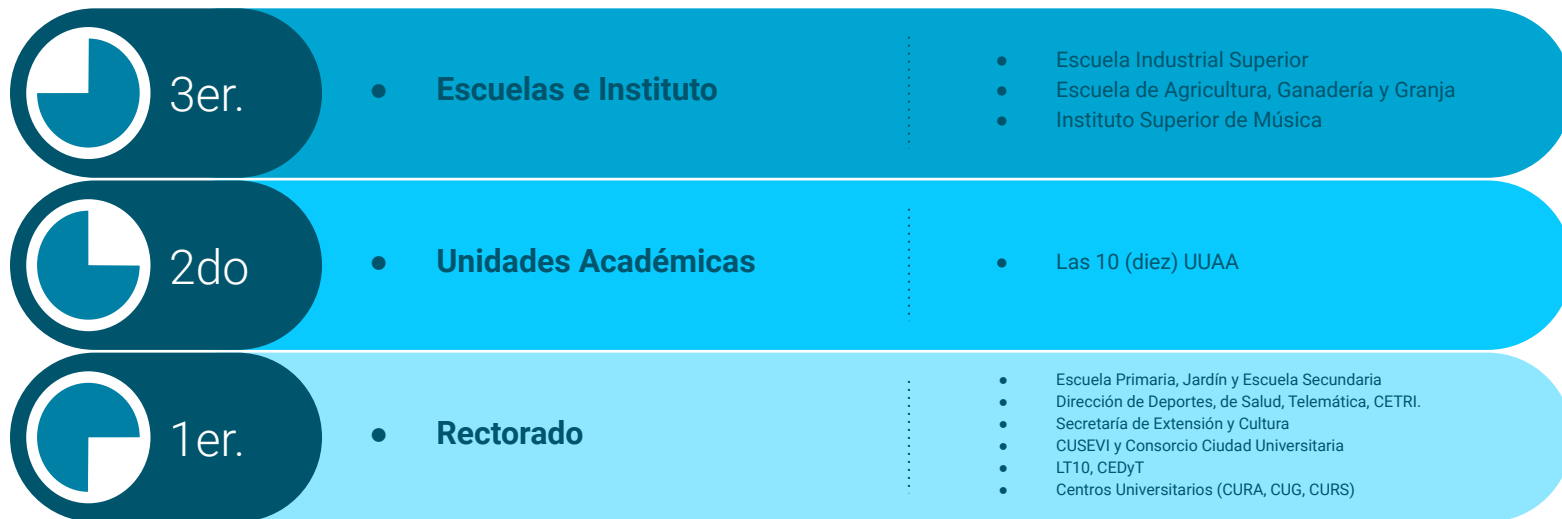 3er.
● Escuelas e Instituto
● Escuela Industrial Superior
● Escuela de Agricultura, Ganadería y Granja
● Instituto Superior de Música
2do
● Unidades Académicas
● Las 10 (diez) UUAA
1er.
● Rectorado
● Escuela Primaria, Jardín y Escuela Secundaria
● Dirección de Deportes, de Salud, Telemática, CETRI.
● Secretaría de Extensión y Cultura
● CUSEVI y Consorcio Ciudad Universitaria
● LT10, CEDyT
● Centros Universitarios (CURA, CUG, CURS)